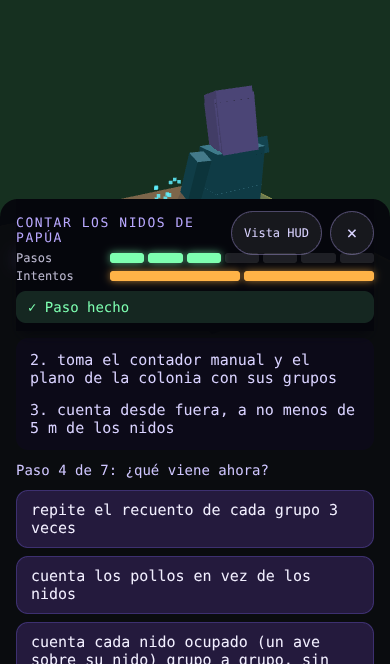 CONTAR LOS NIDOS DE
PAPÚA
Vista HUD
×
Pasos
Intentos
✓ Paso hecho
2. toma el contador manual y el
plano de la colonia con sus grupos
3. cuenta desde fuera, a no menos de
5 m de los nidos
Paso 4 de 7: ¿qué viene ahora?
repite el recuento de cada grupo 3
veces
cuenta los pollos en vez de los
nidos
cuenta cada nido ocupado (un ave
sobre su nido) grupo a grupo, sin